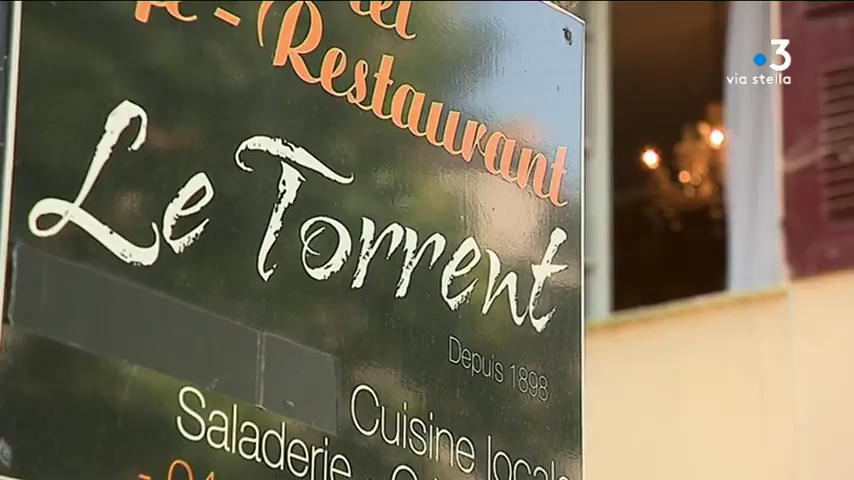 3
via stella
Restaurant
Le Torrent
Depuis 1898
Cuisine locale
Saladerie